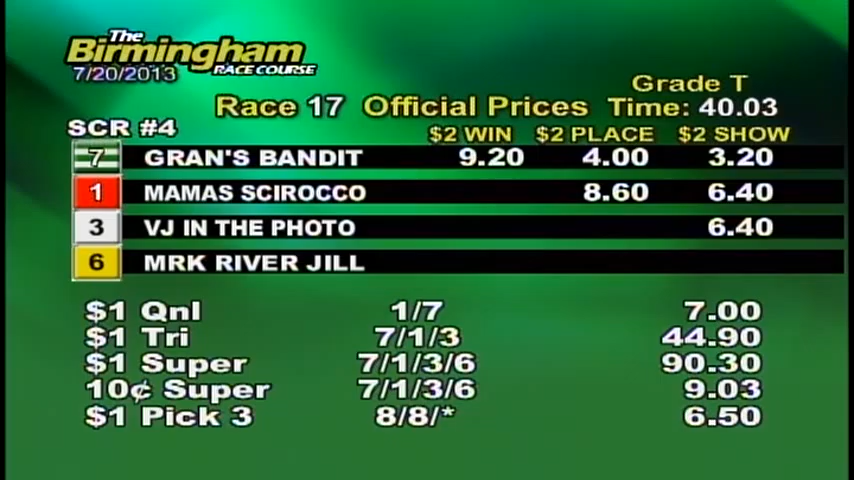 The
Birmingham
RACE COURSE
7/20/2013
Grade T
Race 17 Official Prices Time: 40.03
SCR #4 $2 WIN $2 PLACE $2 SHOW
7 GRAN'S BANDIT 9.20 4.00 3.20
1 MAMAS SCIROCCO 8.60 6.40
3 VJ IN THE PHOTO 6.40
6 MRK RIVER JILL
$1 Qnl 1/7 7.00
$1 Tri 7/1/3 44.90
$1 Super 7/1/3/6 90.30
10¢ Super 7/1/3/6 9.03
$1 Pick 3 8/8/* 6.50